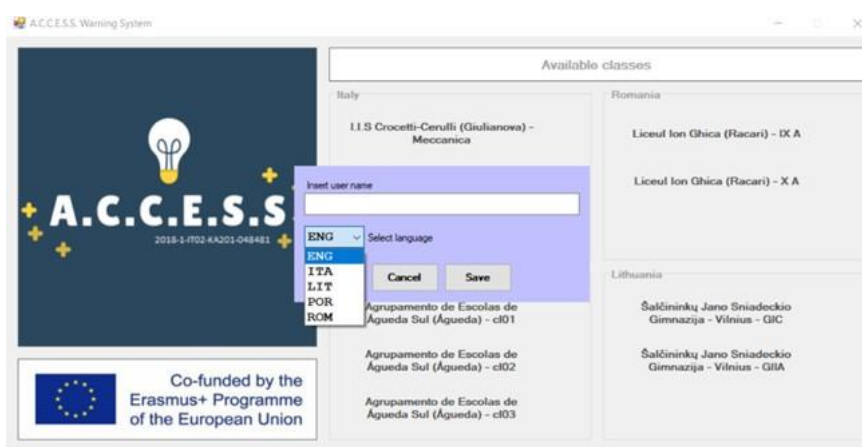 A.C.C.E.S.S. Warning System
A.C.C.E.S.S
2018-1-IT02-KA201-048481
Co-funded by the
Erasmus+ Programme
of the European Union
Available classes
Italy
I.I.S Crocetti-Cerulli (Giulianova) -
Meccanica
Insert user name
ENG
Select language
ENG
ITA
LIT
POR
ROM
Cancel
Save
Agrupamento de Escolas de
Águeda Sul (Águeda) - cl01
Agrupamento de Escolas de
Águeda Sul (Águeda) - cl02
Agrupamento de Escolas de
Águeda Sul (Águeda) - cl03
Romania
Liceul Ion Ghica (Racari) - IX A
Liceul Ion Ghica (Racari) - X A
Lithuania
Šalčininkų Jano Sniadeckio
Gimnazija - Vilnius - GIC
Šalčininkų Jano Sniadeckio
Gimnazija - Vilnius - GIIA